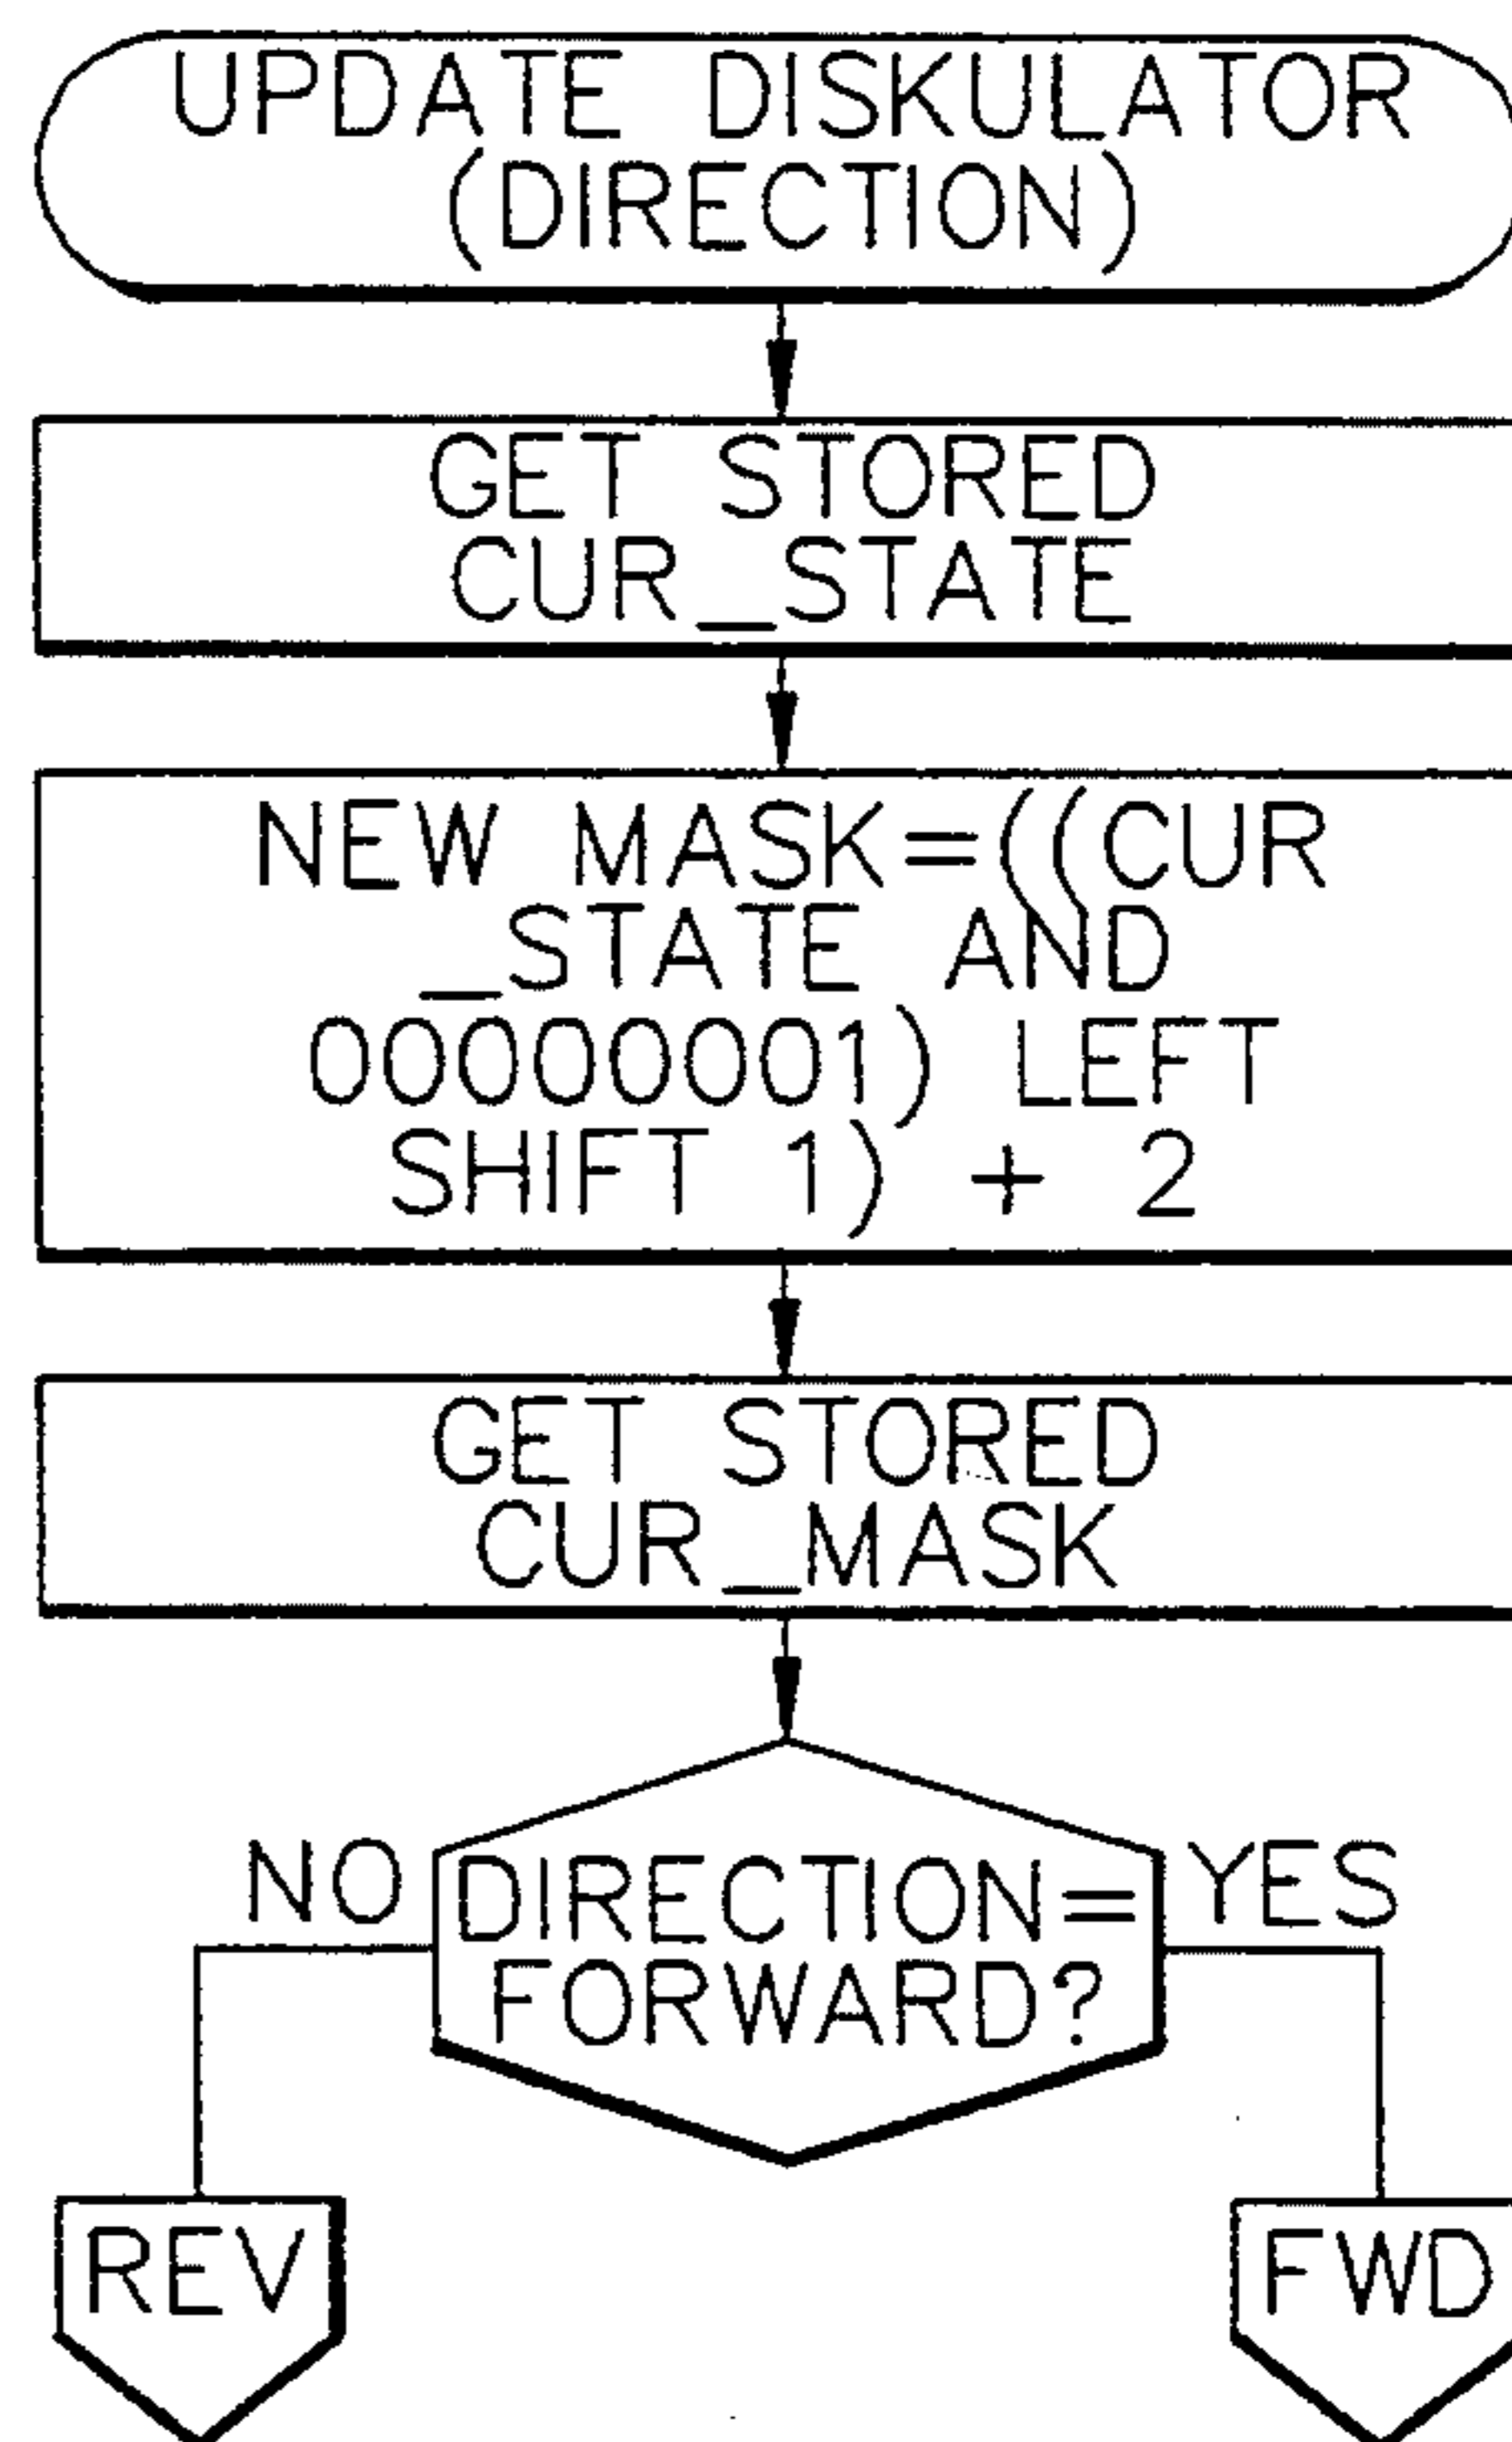 UPDATE DISKULATOR
(DIRECTION)
GET STORED
CUR_STATE
NEW MASK=((CUR
_STATE AND
00000001) LEFT
SHIFT 1) + 2
GET STORED
CUR_MASK
NO
DIRECTION=
FORWARD?
YES
REV
FWD